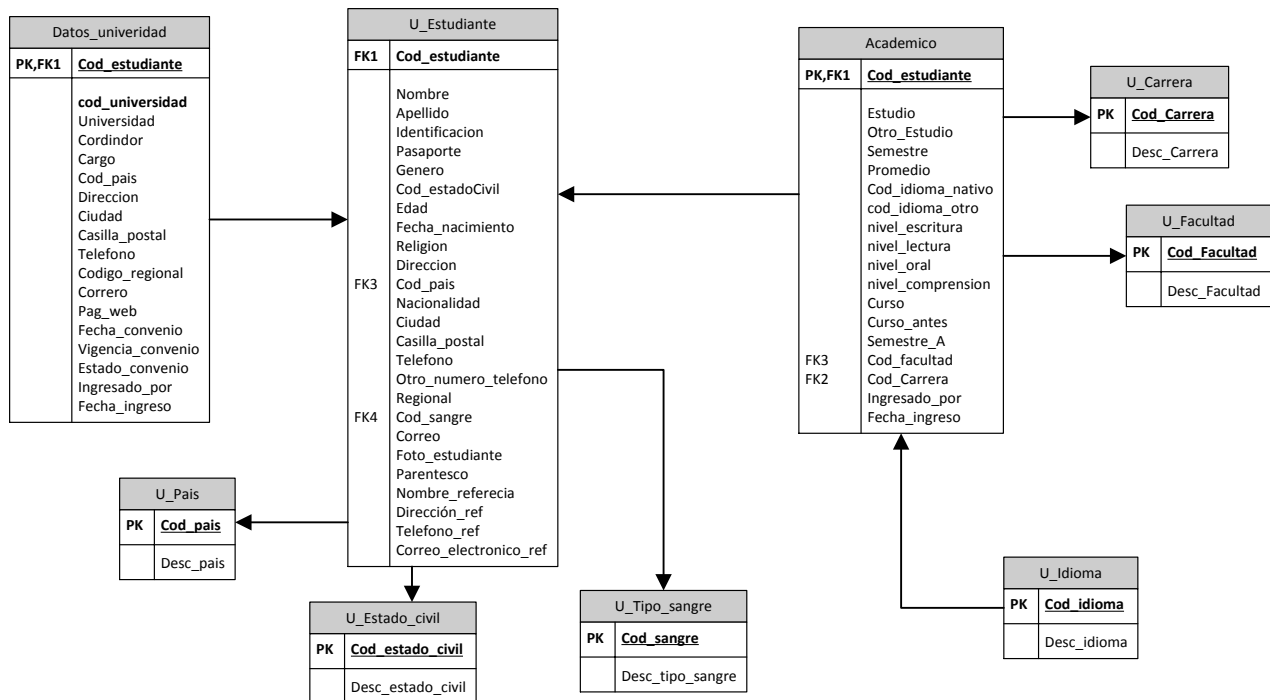 Datos_univeridad
PK,FK1 Cod_estudiante
cod_universidad
Universidad
Cordindor
Cargo
Cod_pais
Direccion
Ciudad
Casilla_postal
Telefono
Codigo_regional
Correro
Pag_web
Fecha_convenio
Vigencia_convenio
Estado_convenio
Ingresado_por
Fecha_ingreso
U_Estudiante
FK1 Cod_estudiante
Nombre
Apellido
Identificacion
Pasaporte
Genero
Cod_estadoCivil
Edad
Fecha_nacimiento
Religion
Direccion
FK3 Cod_pais
Nacionalidad
Ciudad
Casilla_postal
Telefono
Otro_numero_telefono
Regional
FK4 Cod_sangre
Correo
Foto_estudiante
Parentesco
Nombre_referecia
Dirección_ref
Telefono_ref
Correo_electronico_ref
Academico
PK,FK1 Cod_estudiante
Estudio
Otro_Estudio
Semestre
Promedio
Cod_idioma_nativo
cod_idioma_otro
nivel_escritura
nivel_lectura
nivel_oral
nivel_comprension
Curso
Curso_antes
Semestre_A
FK3 Cod_facultad
FK2 Cod_Carrera
Ingresado_por
Fecha_ingreso
U_Carrera
PK Cod_Carrera
Desc_Carrera
U_Facultad
PK Cod_Facultad
Desc_Facultad
U_Pais
PK Cod_pais
Desc_pais
U_Estado_civil
PK Cod_estado_civil
Desc_estado_civil
U_Tipo_sangre
PK Cod_sangre
Desc_tipo_sangre
U_Idioma
PK Cod_idioma
Desc_idioma